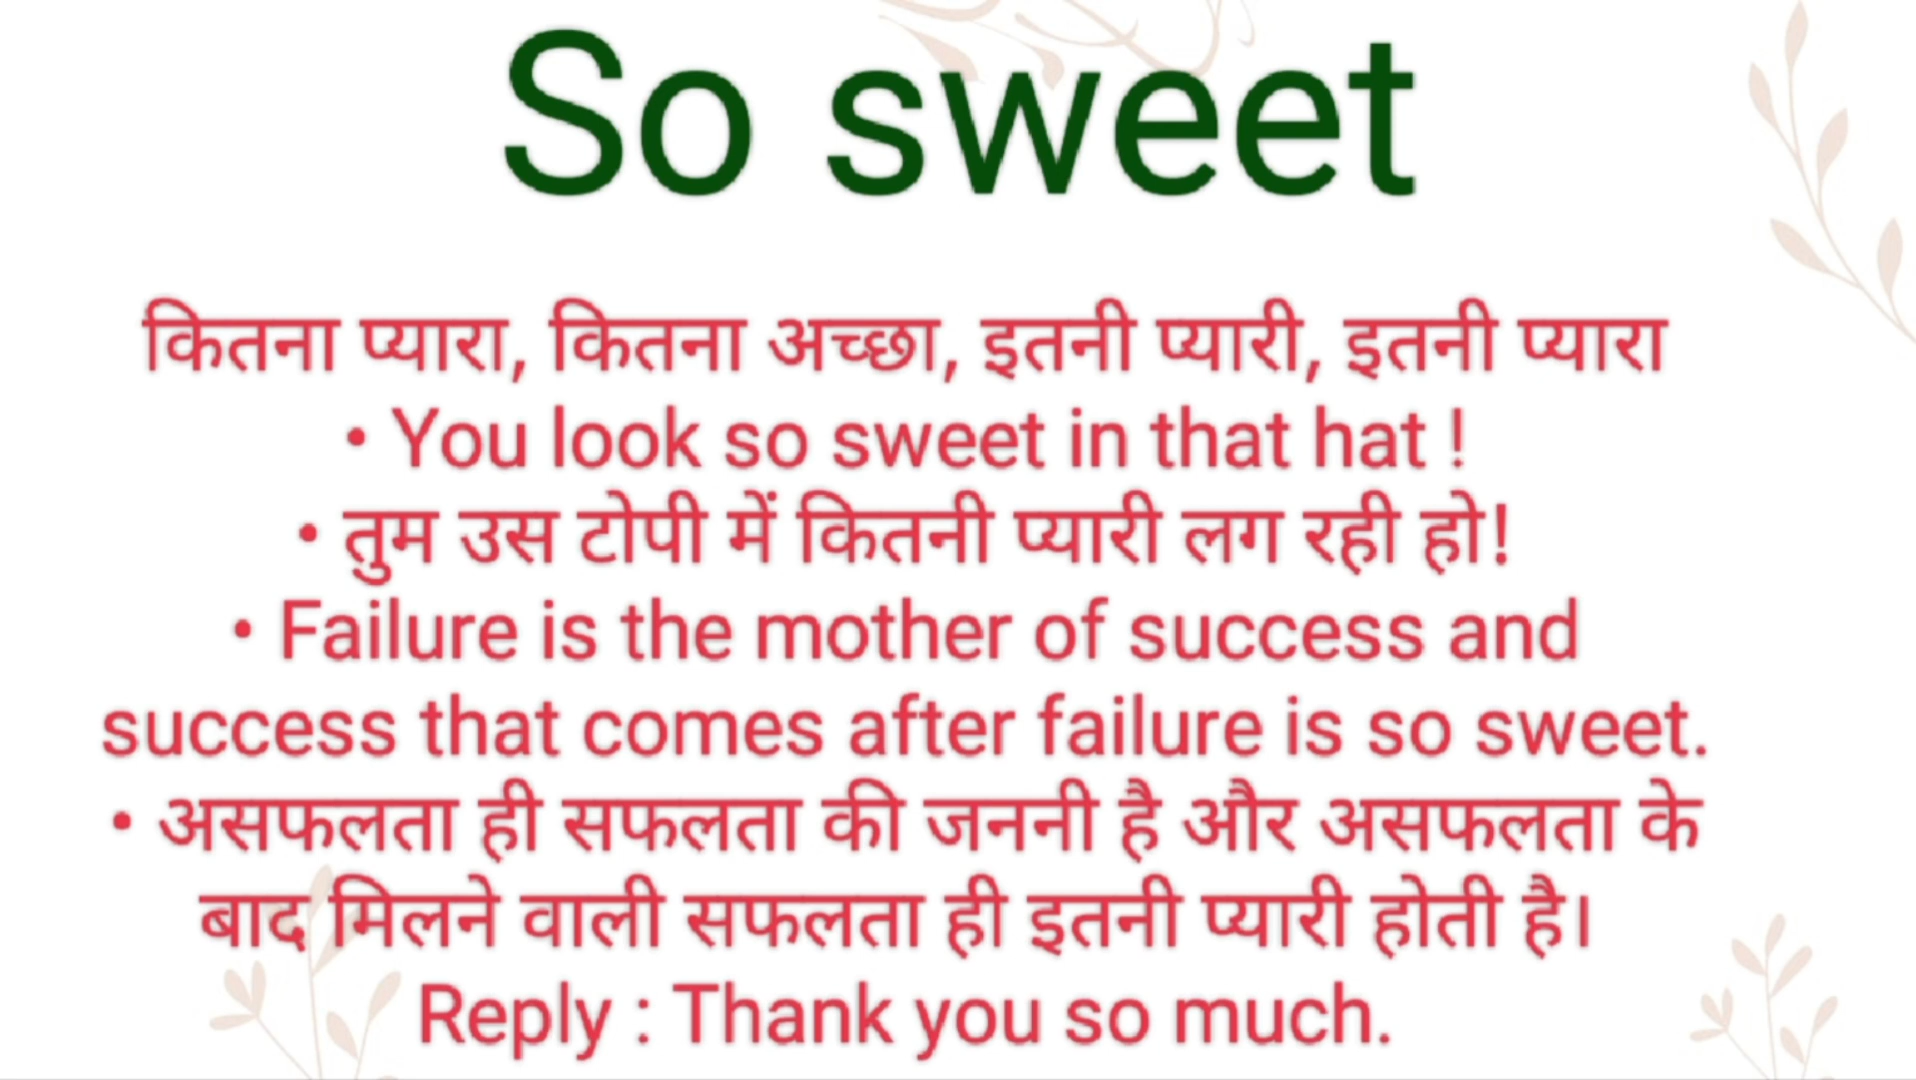 So sweet
कितना प्यारा, कितना अच्छा, इतनी प्यारी, इतनी प्यारा
• You look so sweet in that hat !
• तुम उस टोपी में कितनी प्यारी लग रही हो!
• Failure is the mother of success and
success that comes after failure is so sweet.
• असफलता ही सफलता की जननी है और असफलता के
बाद मिलने वाली सफलता ही इतनी प्यारी होती है।
Reply : Thank you so much.